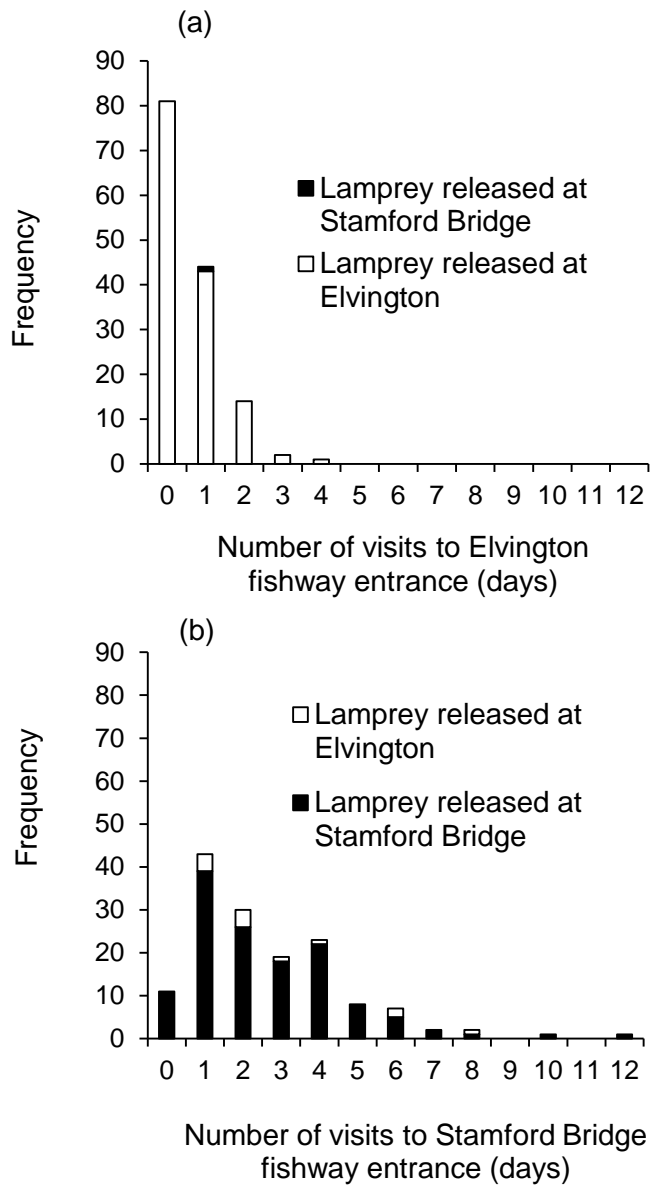 (a)
90
80
70
60
50
40
30
20
10
0
Frequency
Lamprey released at
Stamford Bridge
Lamprey released at
Elvington
0 1 2 3 4 5 6 7 8 9 10 11 12
Number of visits to Elvington
fishway entrance (days)
(b)
90
80
70
60
50
40
30
20
10
0
Frequency
Lamprey released at
Elvington
Lamprey released at
Stamford Bridge
0 1 2 3 4 5 6 7 8 9 10 11 12
Number of visits to Stamford Bridge
fishway entrance (days)